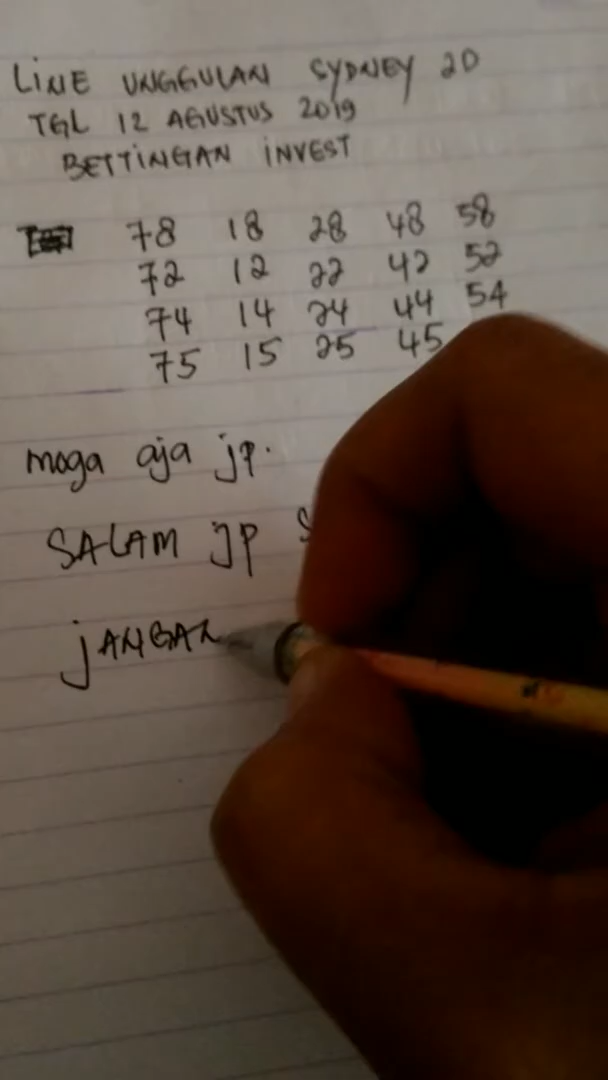 LINE UNGGULAN SYDNEY 2D
TGL 12 AGUSTUS 2019
BETTINGAN INVEST
78 18 28 48 58
72 12 22 42 52
74 14 24 44 54
75 15 25 45
moga aja jp.
SALAM JP S
JANGAN